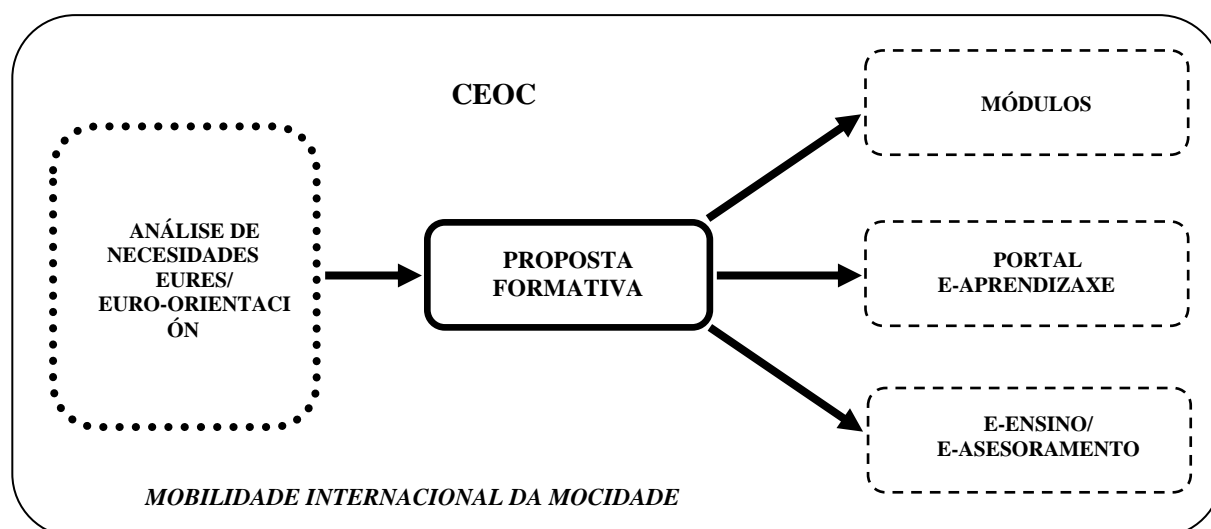 CEOC
ANÁLISE DE
NECESIDADES
EURES/
EURO-ORIENTACI
ÓN
PROPOSTA
FORMATIVA
MÓDULOS
PORTAL
E-APRENDIZAXE
E-ENSINO/
E-ASESORAMENTO
MOBILIDADE INTERNACIONAL DA MOCIDADE